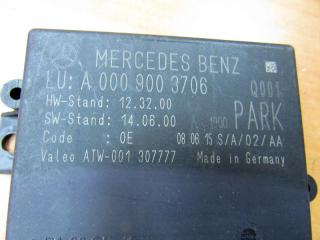 MERCEDES BENZ
LU: A 000 900 3706 Q001
HW-Stand: 12.32.00
SW-Stand: 14.06.00 PARK
Code : 0E 08 06 15 S/A/02/AA
Valeo ATW-001 307777 Made in Germany